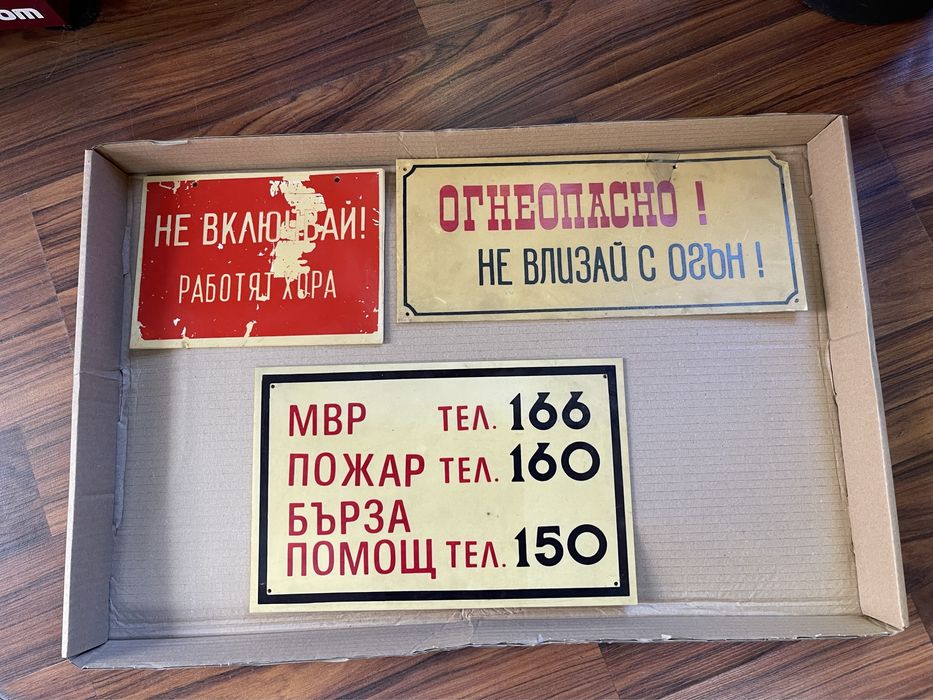 НЕ ВКЛЮЧВАЙ!
РАБОТЯТ ХОРА
ОГНЕОПАСНО !
НЕ ВЛИЗАЙ С ОГЪН !
МВР ТЕЛ. 166
ПОЖАР ТЕЛ. 160
БЪРЗА
ПОМОЩ ТЕЛ. 150